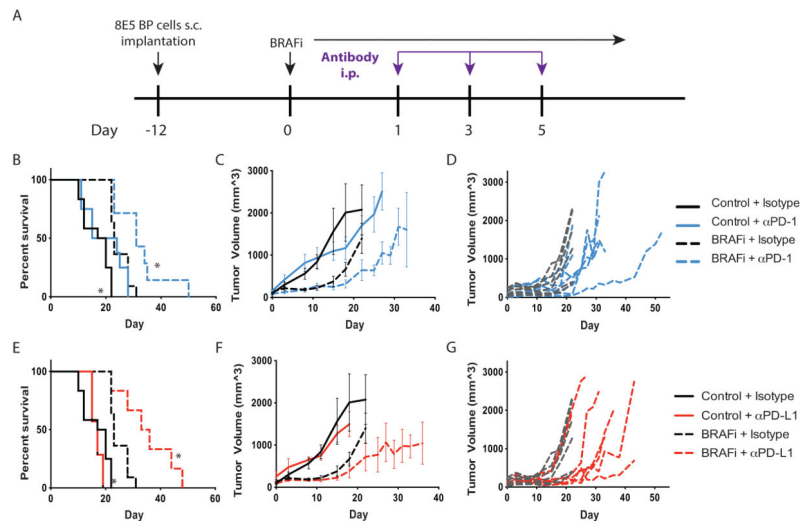 A
8E5 BP cells s.c.
implantation
BRAFi
Antibody
i.p.
Day
-12
0
1
3
5
B
Percent survival
100
50
0
0
20
40
60
Day
*
*
C
Tumor Volume (mm^3)
3000
2000
1000
0
0
10
20
30
40
Day
D
Tumor Volume (mm^3)
3000
2000
1000
0
0
10
20
30
40
50
Day
Control + Isotype
Control + αPD-1
BRAFi + Isotype
BRAFi + αPD-1
E
Percent survival
100
50
0
0
20
40
60
Day
*
*
F
Tumor Volume (mm^3)
3000
2000
1000
0
0
10
20
30
40
Day
G
Tumor Volume (mm^3)
3000
2000
1000
0
0
10
20
30
40
50
Day
Control + Isotype
Control + αPD-L1
BRAFi + Isotype
BRAFi + αPD-L1